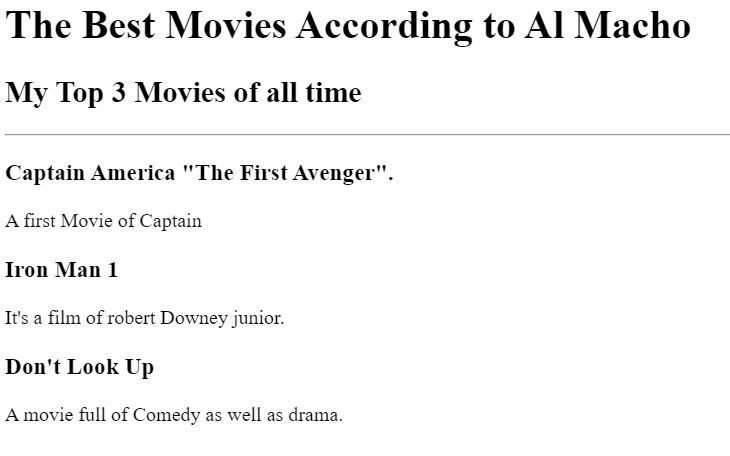 The Best Movies According to Al Macho
My Top 3 Movies of all time
Captain America "The First Avenger".
A first Movie of Captain
Iron Man 1
It's a film of robert Downey junior.
Don't Look Up
A movie full of Comedy as well as drama.